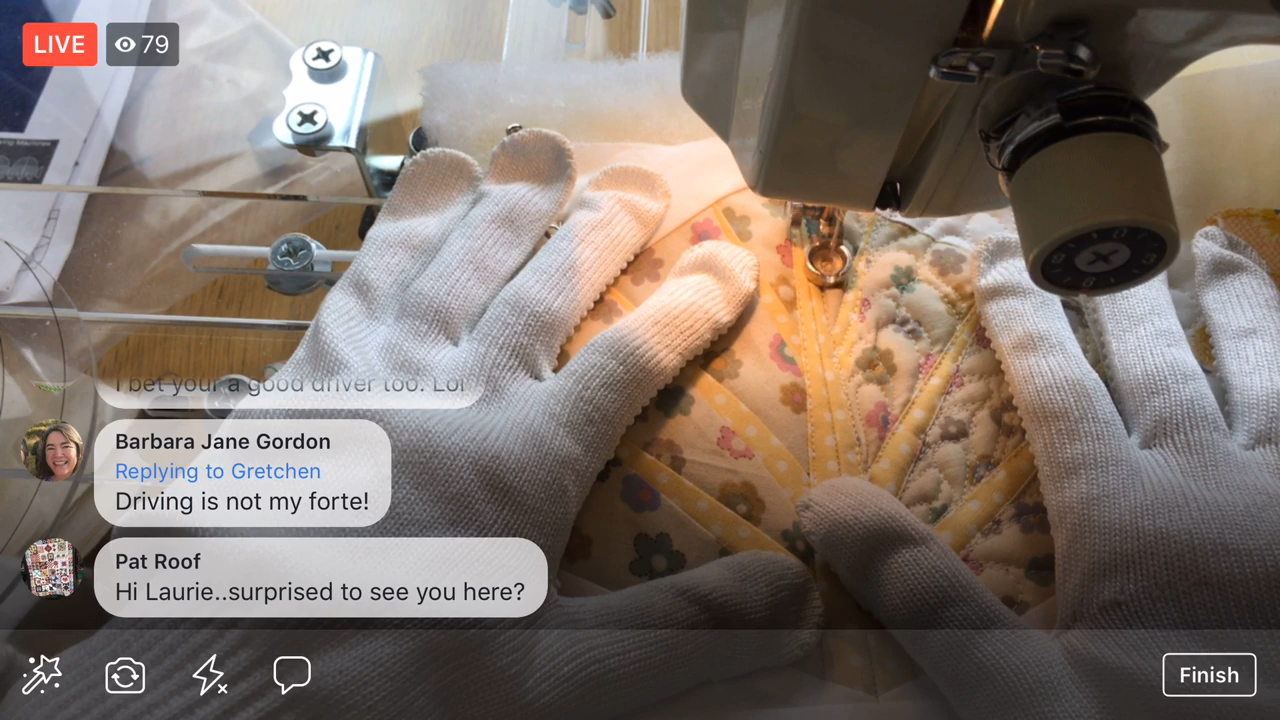 LIVE
79
I bet your a good driver too. Lol
Barbara Jane Gordon
Replying to Gretchen
Driving is not my forte!
Pat Roof
Hi Laurie..surprised to see you here?
Finish